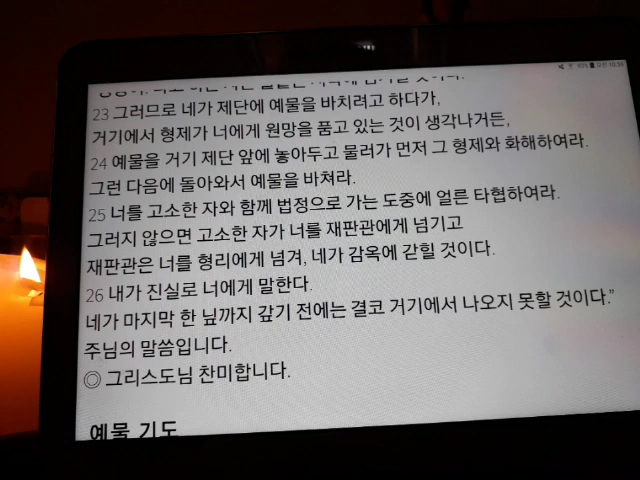 23 그러므로 네가 제단에 예물을 바치려고 하다가,
거기에서 형제가 너에게 원망을 품고 있는 것이 생각나거든,
24 예물을 거기 제단 앞에 놓아두고 물러가 먼저 그 형제와 화해하여라.
그런 다음에 돌아와서 예물을 바쳐라.
25 너를 고소한 자와 함께 법정으로 가는 도중에 얼른 타협하여라.
그러지 않으면 고소한 자가 너를 재판관에게 넘기고
재판관은 너를 형리에게 넘겨, 네가 감옥에 갇힐 것이다.
26 내가 진실로 너에게 말한다.
네가 마지막 한 닢까지 갚기 전에는 결코 거기에서 나오지 못할 것이다.”
주님의 말씀입니다.
◎ 그리스도님 찬미합니다.
예물 기도